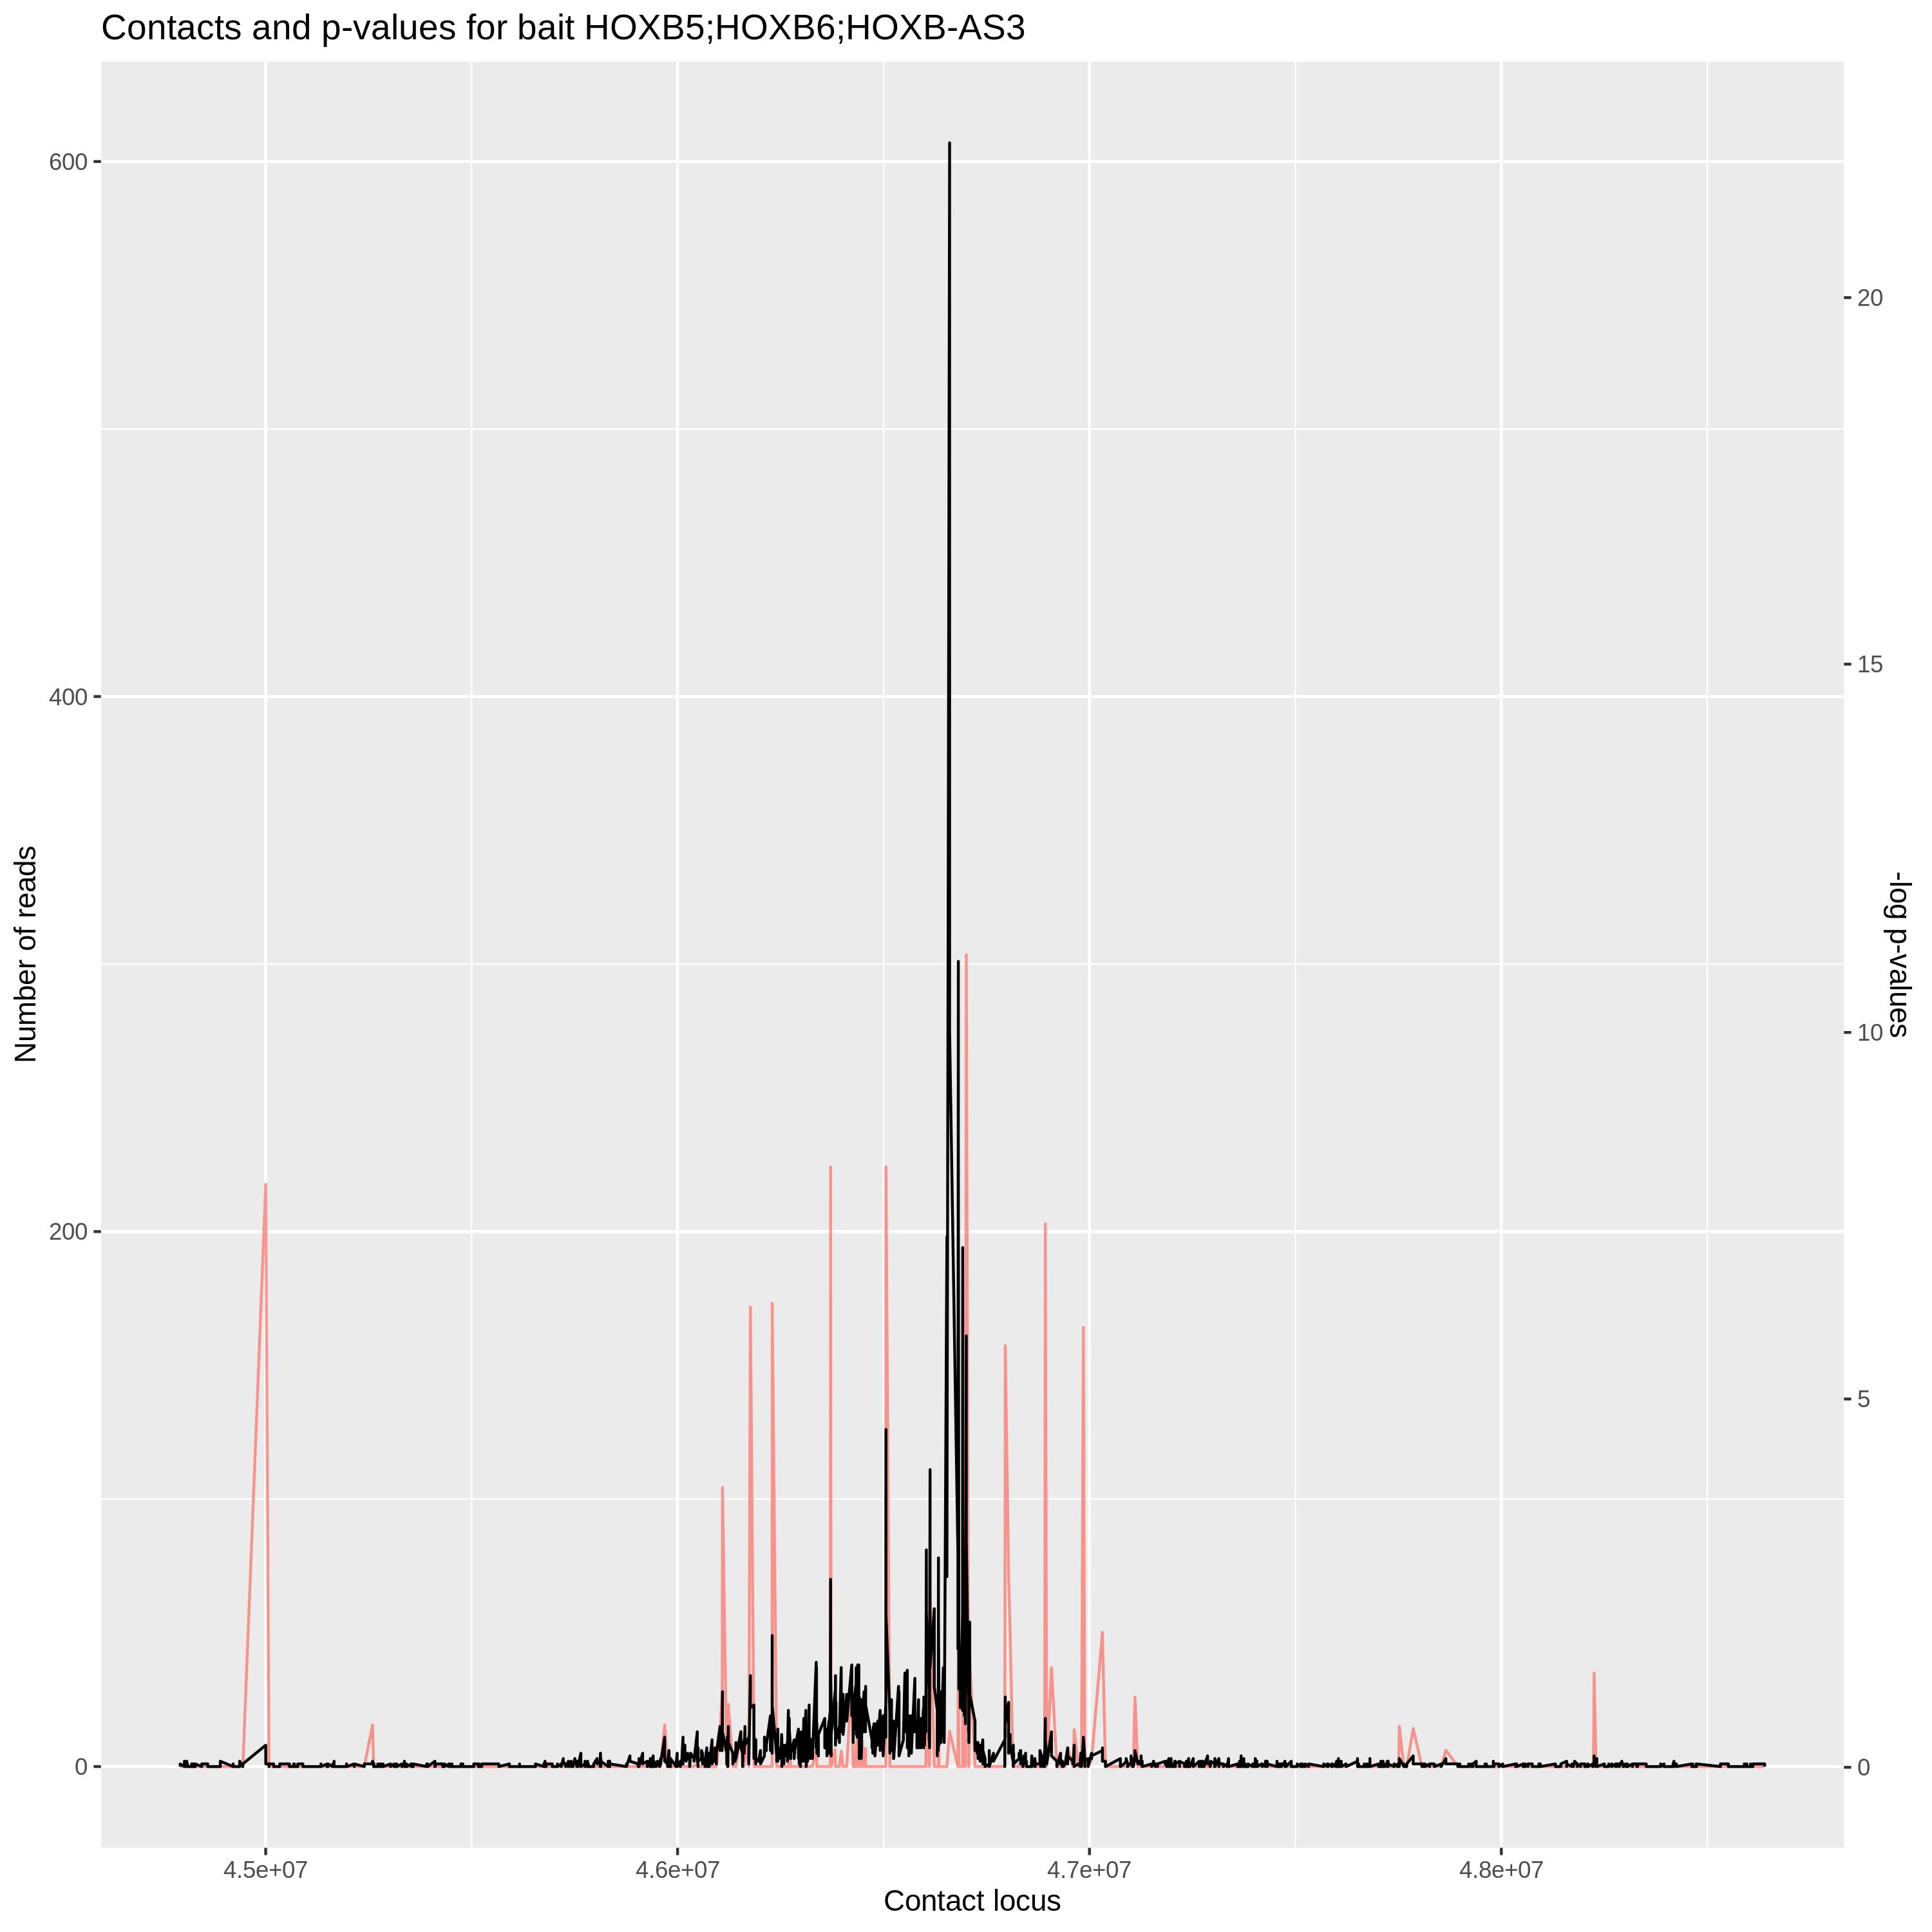 Contacts and p-values for bait HOXB5;HOXB6;HOXB-AS3
600
400
200
0
Number of reads
20
15
10
5
0
-log p-values
4.5e+07
4.6e+07
4.7e+07
4.8e+07
Contact locus